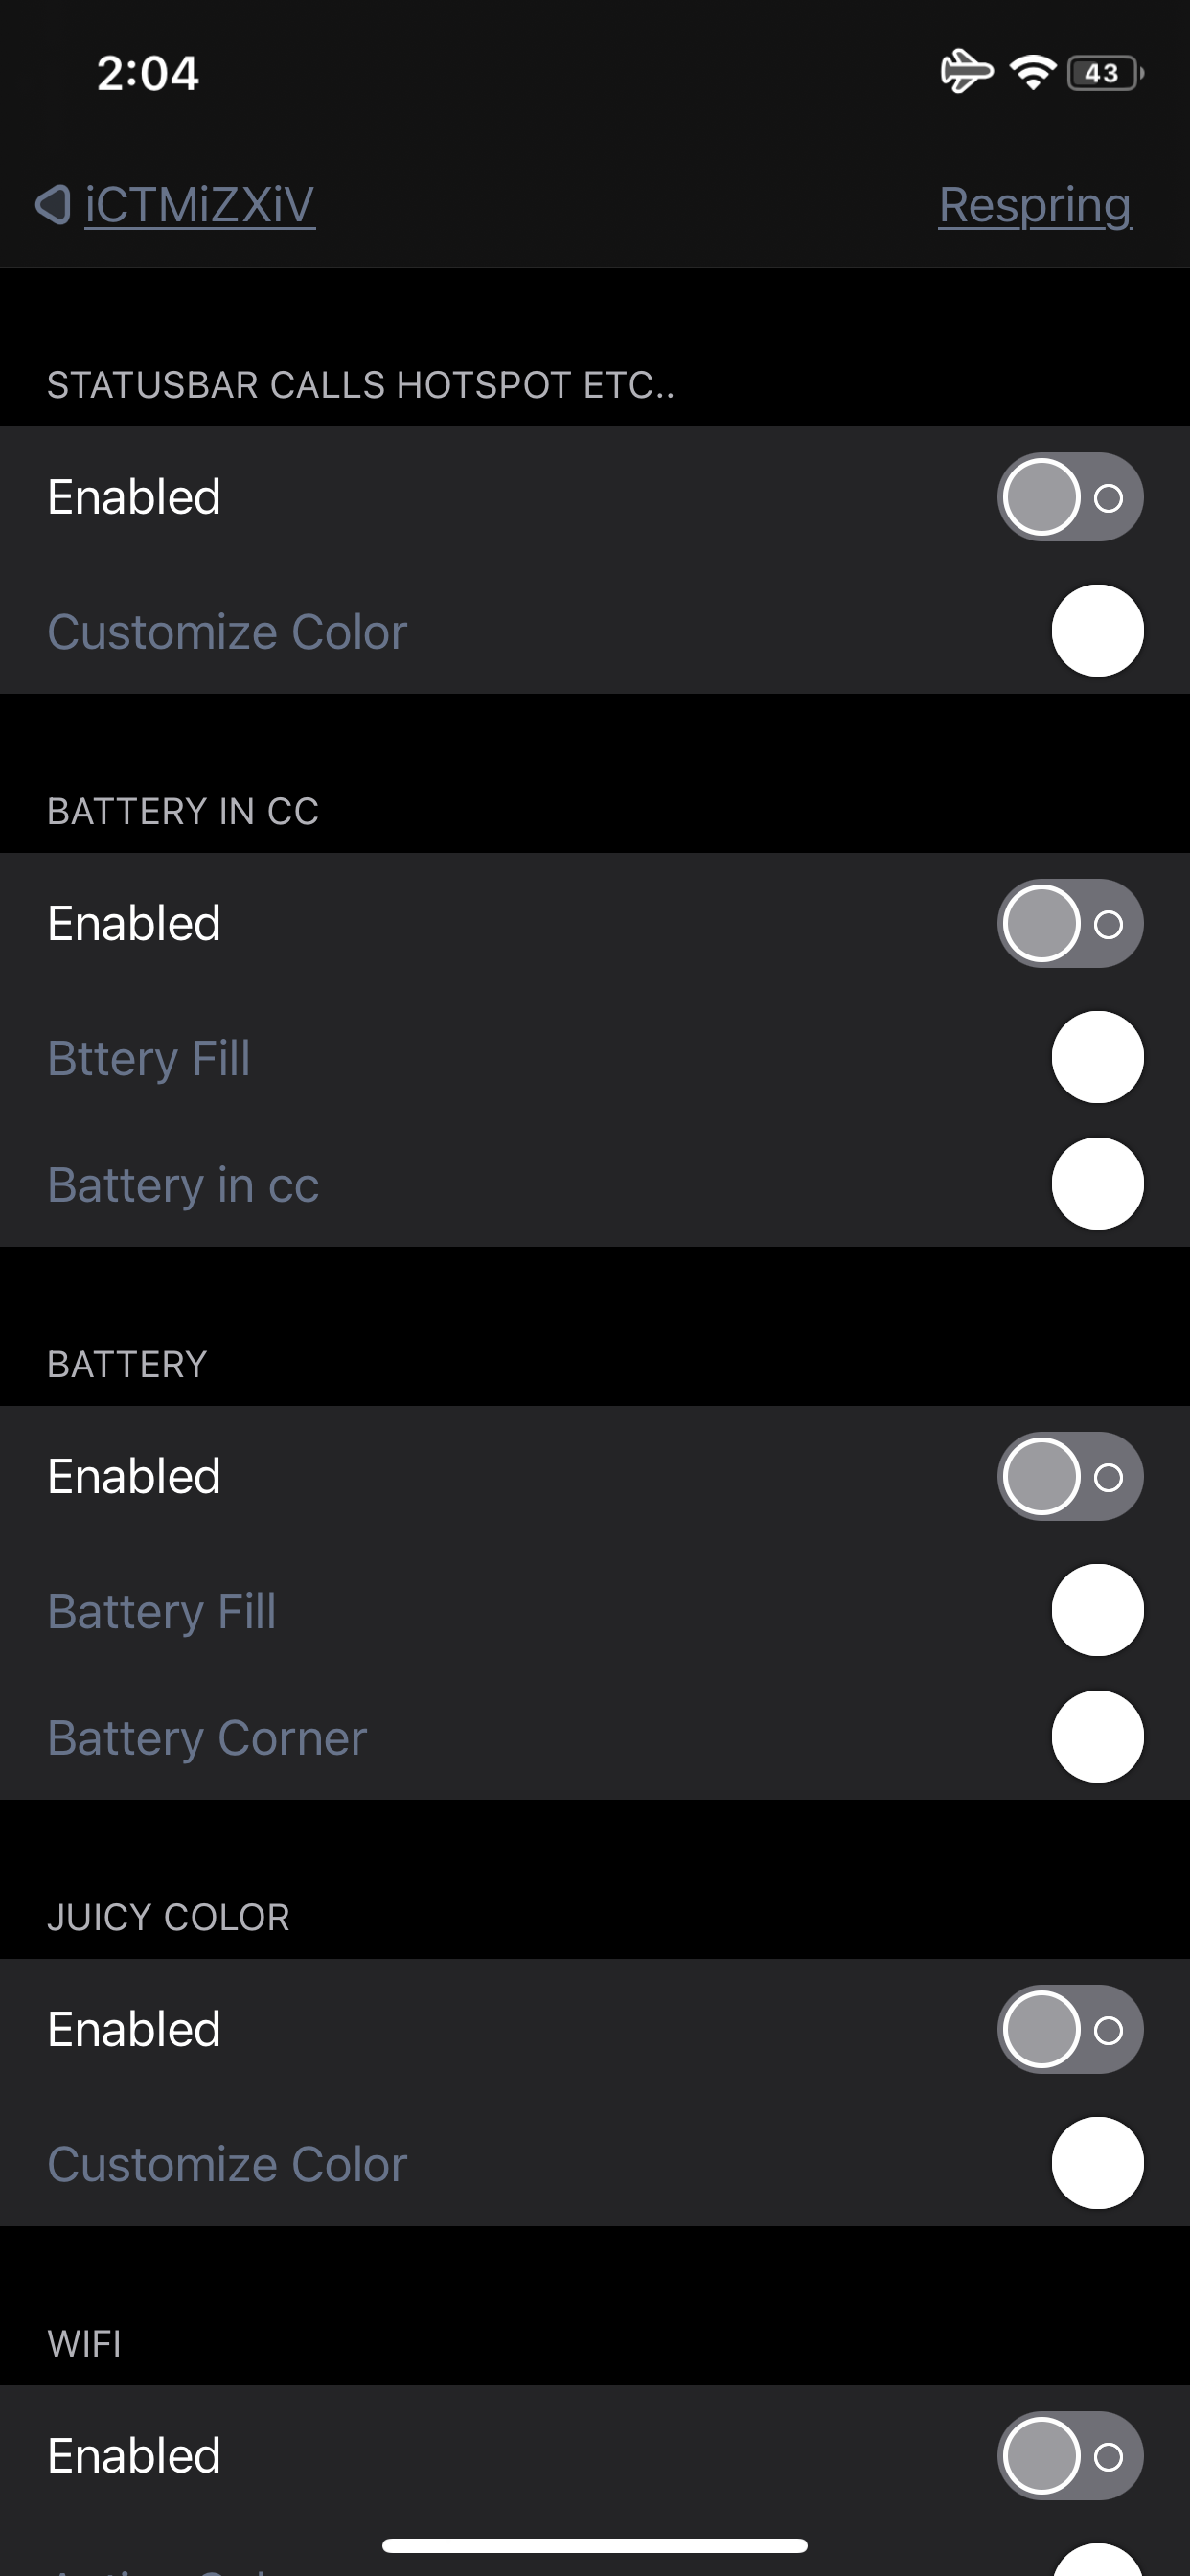 2:04
43
iCTMiZXiV
Respring
STATUSBAR CALLS HOTSPOT ETC..
Enabled
Customize Color
BATTERY IN CC
Enabled
Bttery Fill
Battery in cc
BATTERY
Enabled
Battery Fill
Battery Corner
JUICY COLOR
Enabled
Customize Color
WIFI
Enabled